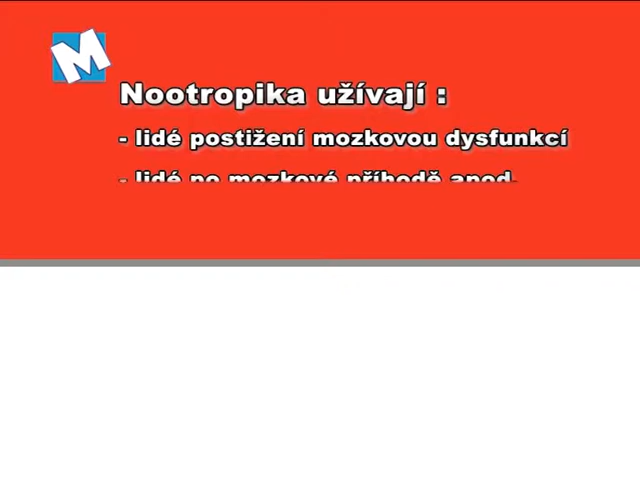 M
Nootropika užívají :
- lidé postižení mozkovou dysfunkcí
- lidé po mozkové příhodě apod.